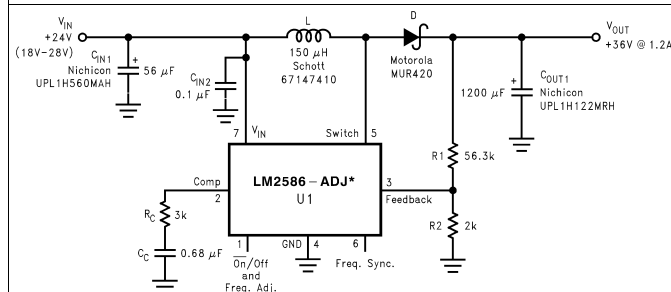 V_IN
+24V
(18V-28V)
C_IN1
Nichicon
UPL1H560MAH
+
56 μF
C_IN2
0.1 μF
L
150 μH
Schott
67147410
D
Motorola
MUR420
V_OUT
+36V @ 1.2A
1200 μF
+
C_OUT1
Nichicon
UPL1H122MRH
7
V_IN
Switch
5
R1
56.3k
Comp
2
LM2586-ADJ*
U1
3
Feedback
R_C
3k
R2
2k
C_C
0.68 μF
1
On/Off
and
Freq. Adj.
GND
4
6
Freq. Sync.